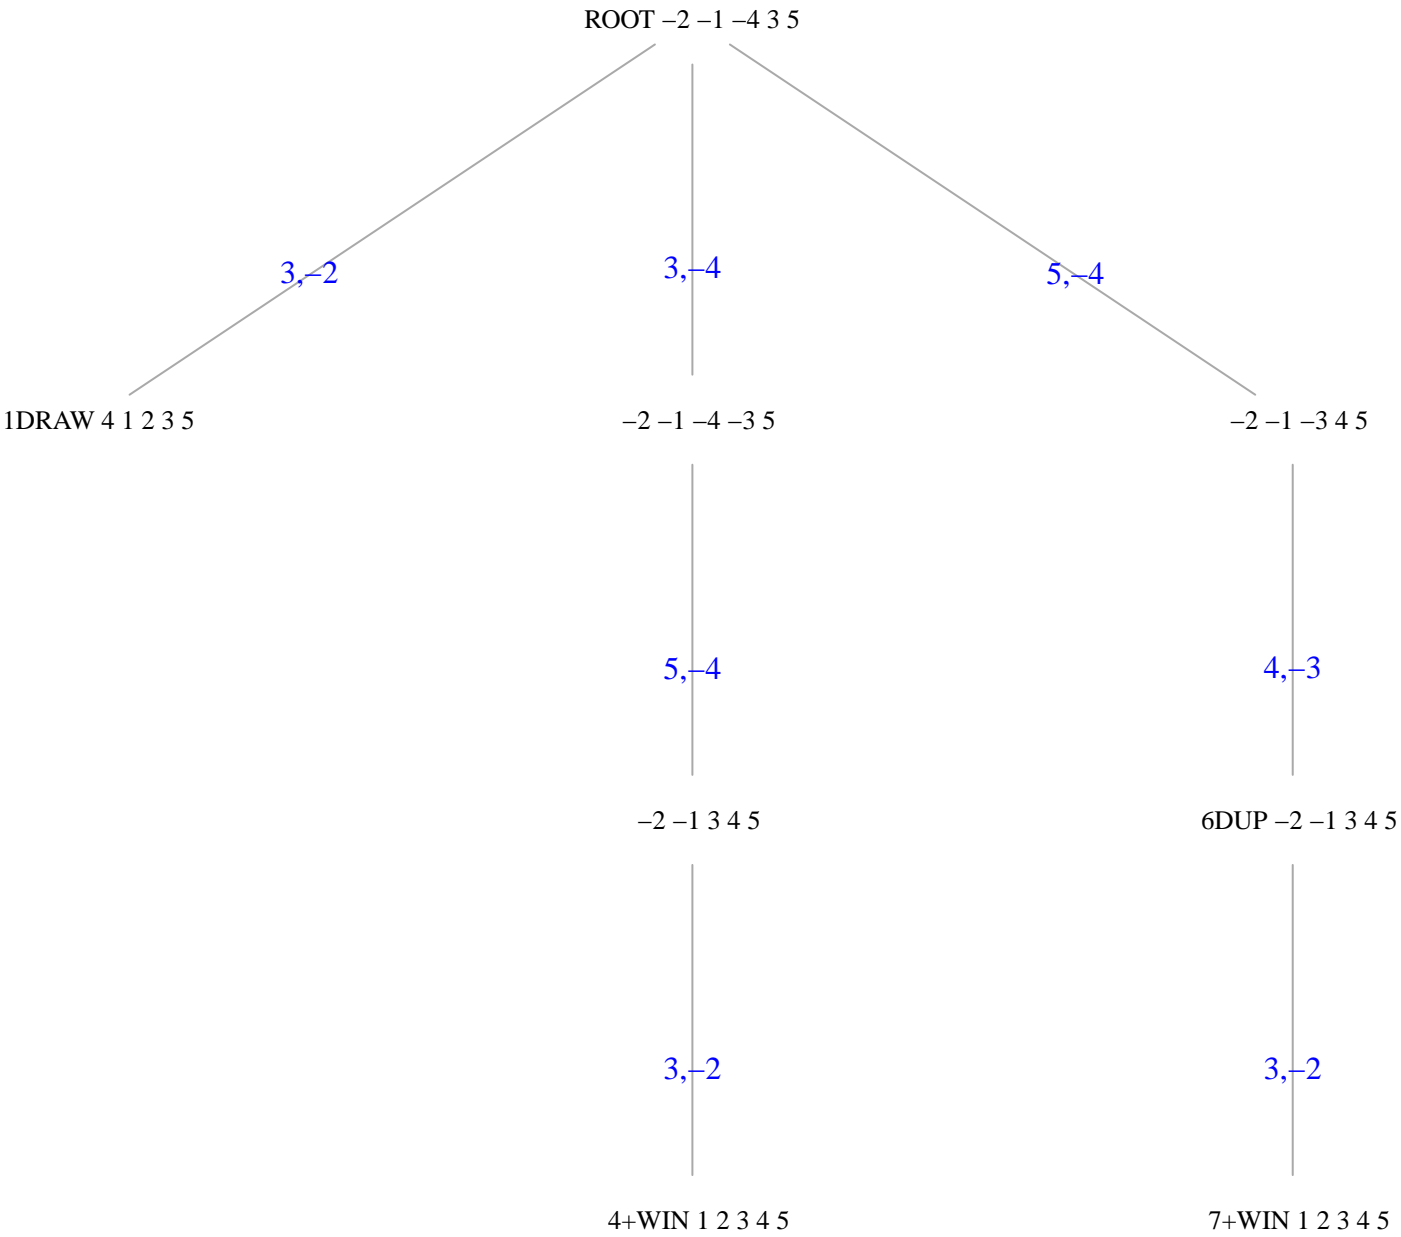 ROOT –2 –1 –4 3 5
3,–2
3,–4
5,–4
1DRAW 4 1 2 3 5
–2 –1 –4 –3 5
–2 –1 –3 4 5
5,–4
4,–3
–2 –1 3 4 5
6DUP –2 –1 3 4 5
3,–2
3,–2
4+WIN 1 2 3 4 5
7+WIN 1 2 3 4 5